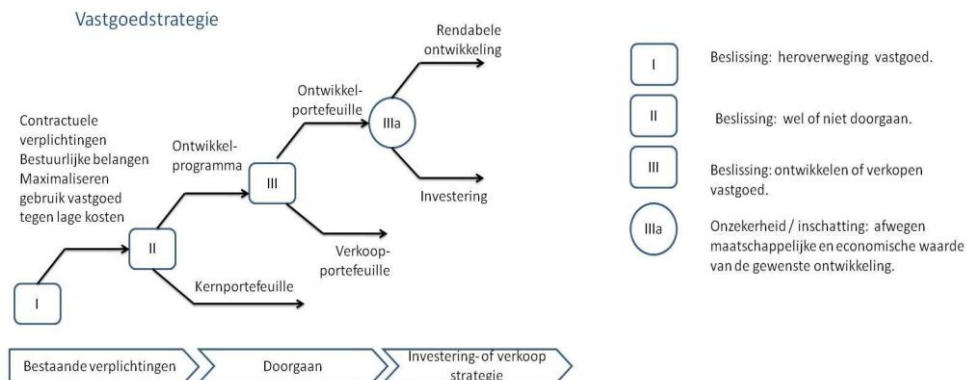 Vastgoedstrategie
Rendabele
ontwikkeling
Ontwikkel-
portefeuille
IIIa
Contractuele
verplichtingen
Bestuurlijke belangen
Maximaliseren
gebruik vastgoed
tegen lage kosten
Ontwikkel-
programma
III
Investering
II
Verkoop-
portefeuille
Kernportefeuille
I
Bestaande verplichtingen
Doorgaan
Investering- of verkoop
strategie
I
Beslissing: heroverweging vastgoed.
II
Beslissing: wel of niet doorgaan.
III
Beslissing: ontwikkelen of verkopen
vastgoed.
IIIa
Onzekerheid / inschatting: afwegen
maatschappelijke en economische waarde
van de gewenste ontwikkeling.